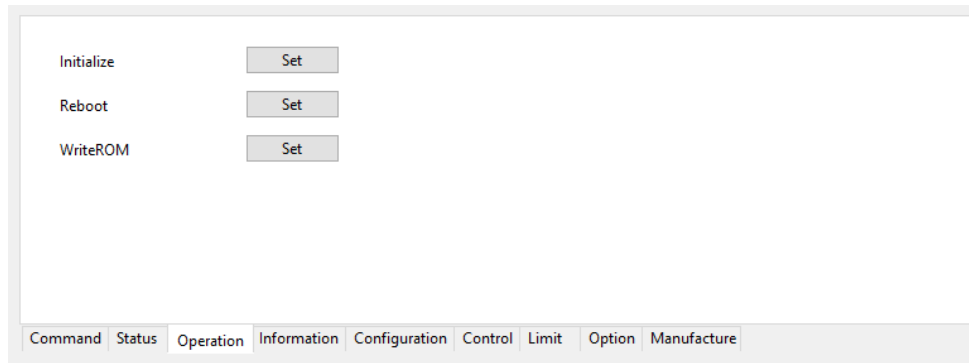 Initialize Set
Reboot Set
WriteROM Set
Command Status Operation Information Configuration Control Limit Option Manufacture